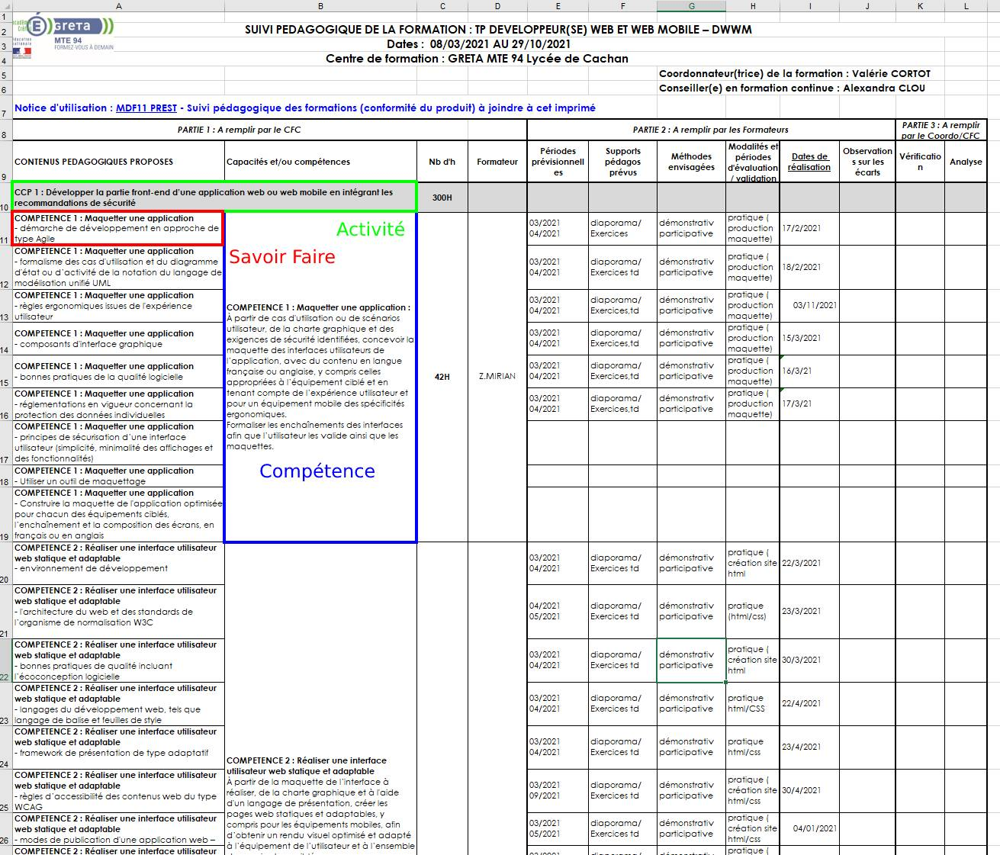 A B C D E F G H I J K L
1
Greta
MTE 94
FORMEZ-VOUS À DEMAIN
2 SUIVI PEDAGOGIQUE DE LA FORMATION : TP DEVELOPPEUR(SE) WEB ET WEB MOBILE – DWWM
3 Dates : 08/03/2021 AU 29/10/2021
4 Centre de formation : GRETA MTE 94 Lycée de Cachan
5 Coordonnateur(trice) de la formation : Valérie CORTOT
6 Conseiller(e) en formation continue : Alexandra CLOU
7 Notice d'utilisation : MDF11 PREST - Suivi pédagogique des formations (conformité du produit) à joindre à cet imprimé
8 PARTIE 1 : A remplir par le CFC
PARTIE 2 : A remplir par les Formateurs
PARTIE 3 : A remplir
par le Coordo/CFC
9 CONTENUS PEDAGOGIQUES PROPOSES
Capacités et/ou compétences
Nb d'h
Formateur
Périodes
prévisionnell
es
Supports
pédagos
prévus
Méthodes
envisagées
Modalités et
périodes
d'évaluation
/ validation
Dates de
réalisation
Observation
s sur les
écarts
Vérificatio
n
Analyse
10 CCP 1 : Développer la partie front-end d'une application web ou web mobile en intégrant les
recommandations de sécurité
300H
11 COMPETENCE 1 : Maquetter une application
- démarche de développement en approche de
type Agile
Activité
Savoir Faire
03/2021
04/2021
diaporama/
Exercices
démonstrativ
participative
pratique (
production
maquette)
17/2/2021
12 COMPETENCE 1 : Maquetter une application
- formalisme des cas d'utilisation et du diagramme
d'état ou d'activité de la notation du langage de
modélisation unifié UML
03/2021
04/2021
diaporama/
Exercices td
démonstrativ
participative
pratique (
production
maquette)
18/2/2021
13 COMPETENCE 1 : Maquetter une application
- règles ergonomiques issues de l'expérience
utilisateur
03/2021
04/2021
diaporama/
Exercices,td
démonstrativ
participative
pratique (
production
maquette)
03/11/2021
14 COMPETENCE 1 : Maquetter une application
- composants d'interface graphique
03/2021
04/2021
diaporama/
Exercices,td
démonstrativ
participative
pratique (
production
maquette)
15/3/2021
15 COMPETENCE 1 : Maquetter une application
- bonnes pratiques de la qualité logicielle
03/2021
04/2021
diaporama/
Exercices,td
démonstrativ
participative
pratique (
production
maquette)
16/3/21
16 COMPETENCE 1 : Maquetter une application
- réglementations en vigueur concernant la
protection des données individuelles
03/2021
04/2021
diaporama/
Exercices,td
démonstrativ
participative
pratique (
production
maquette)
17/3/21
17 COMPETENCE 1 : Maquetter une application
- principes de sécurisation d'une interface
utilisateur (simplicité, minimalité des affichages et
des fonctionnalités)
18 COMPETENCE 1 : Maquetter une application
- Utiliser un outil de maquettage
19 COMPETENCE 1 : Maquetter une application
- Construire la maquette de l'application optimisée
pour chacun des équipements ciblés,
l'enchaînement et la composition des écrans, en
français ou en anglais
COMPETENCE 1 : Maquetter une application :
À partir de cas d'utilisation ou de scénarios
utilisateur, de la charte graphique et des
exigences de sécurité identifiées, concevoir la
maquette des interfaces utilisateurs de
l'application, avec du contenu en langue
française ou anglaise, y compris celles
appropriées à l'équipement ciblé et en
tenant compte de l'expérience utilisateur et
pour un équipement mobile des spécificités
ergonomiques.
Formaliser les enchaînements des interfaces
afin que l'utilisateur les valide ainsi que les
maquettes.
Compétence
42H
Z.MIRIAN
20 COMPETENCE 2 : Réaliser une interface utilisateur
web statique et adaptable
- environnement de développement
03/2021
04/2021
diaporama/
Exercices td
démonstrativ
participative
pratique (
création site
html
22/3/2021
21 COMPETENCE 2 : Réaliser une interface utilisateur
web statique et adaptable
- l'architecture du web et des standards de
l'organisme de normalisation W3C
04/2021
05/2021
diaporama/
Exercices td
démonstrativ
participative
pratique
(html/css)
23/3/2021
22 COMPETENCE 2 : Réaliser une interface utilisateur
web statique et adaptable
- bonnes pratiques de qualité incluant
l'écoconception logicielle
03/2021
04/2021
diaporama/
Exercices td
démonstrativ
participative
pratique (
création site
html
30/3/2021
23 COMPETENCE 2 : Réaliser une interface utilisateur
web statique et adaptable
- langages du développement web, tels que
langage de balise et feuilles de style
03/2021
04/2021
diaporama/
Exercices td
démonstrativ
participative
pratique
html/CSS
22/4/2021
24 COMPETENCE 2 : Réaliser une interface utilisateur
web statique et adaptable
- framework de présentation de type adaptatif
03/2021
04/2021
diaporama/
Exercices td
démonstrativ
participative
pratique
html/css
23/4/2021
25 COMPETENCE 2 : Réaliser une interface utilisateur
web statique et adaptable
- règles d'accessibilité des contenus web du type
WCAG
03/2021
09/2021
diaporama/
Exercices td
démonstrativ
participative
pratique (
création site
html/css
30/4/2021
26 COMPETENCE 2 : Réaliser une interface utilisateur
web statique et adaptable
- modes de publication d'une application web –
03/2021
05/2021
diaporama/
Exercices td
démonstrativ
participative
pratique (
création site
html/css
04/01/2021
COMPETENCE 2 : Réaliser une interface utilisateur
COMPETENCE 2 : Réaliser une interface
utilisateur web statique et adaptable
À partir de la maquette de l'interface à
réaliser, de la charte graphique et à l'aide
d'un langage de présentation, créer les
pages web statiques et adaptables, y
compris pour les équipements mobiles, afin
d'obtenir un rendu visuel optimisé et adapté
à l'équipement de l'utilisateur et à l'ensemble
pratique (